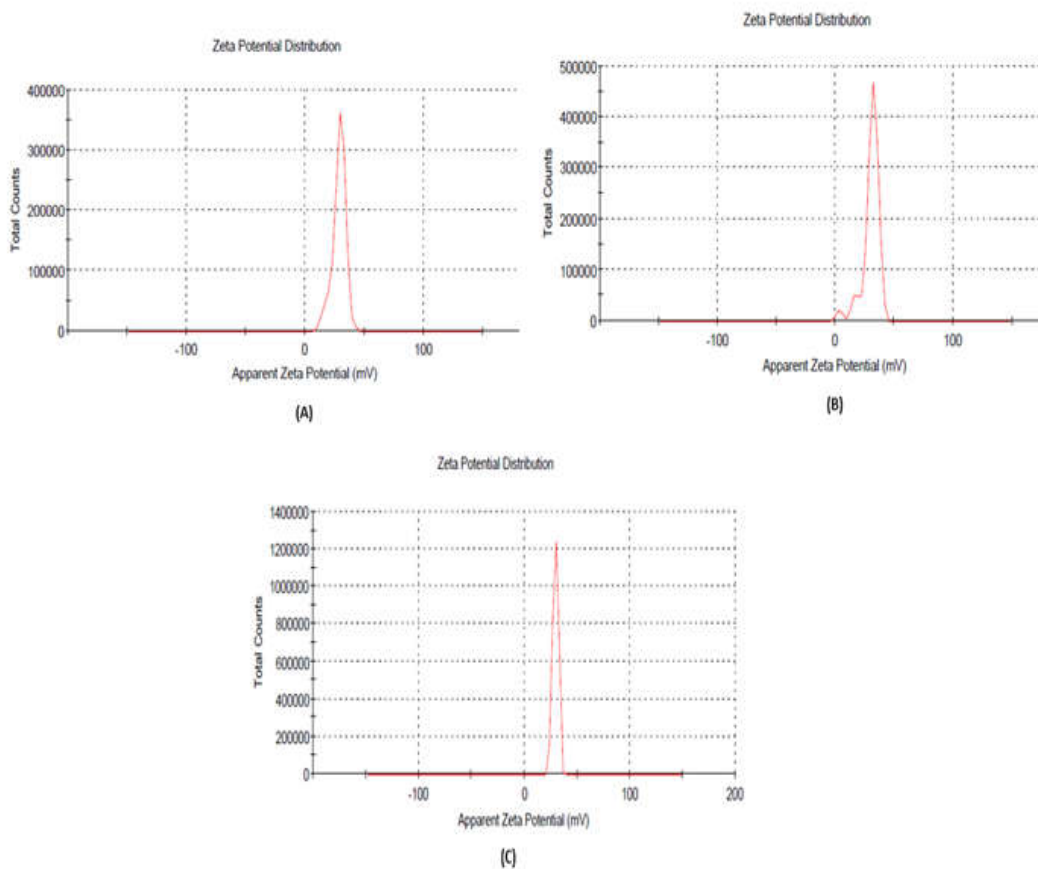 Zeta Potential Distribution
400000
300000
200000
100000
0
Total Counts
-100 0 100
Apparent Zeta Potential (mV)
(A)
Zeta Potential Distribution
500000
400000
300000
200000
100000
0
Total Counts
-100 0 100
Apparent Zeta Potential (mV)
(B)
Zeta Potential Distribution
1400000
1200000
1000000
800000
600000
400000
200000
0
Total Counts
-100 0 100 200
Apparent Zeta Potential (mV)
(C)